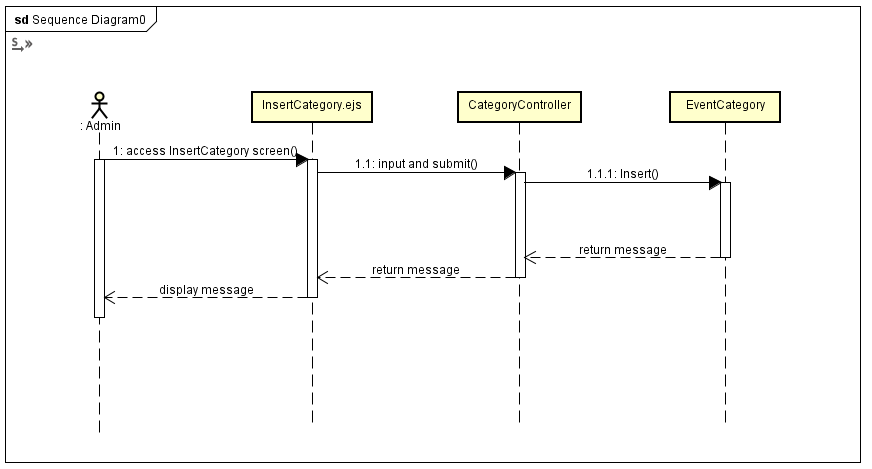 sd Sequence Diagram0
S
: Admin
InsertCategory.ejs
CategoryController
EventCategory
1: access InsertCategory screen()
1.1: input and submit()
1.1.1: Insert()
return message
return message
display message